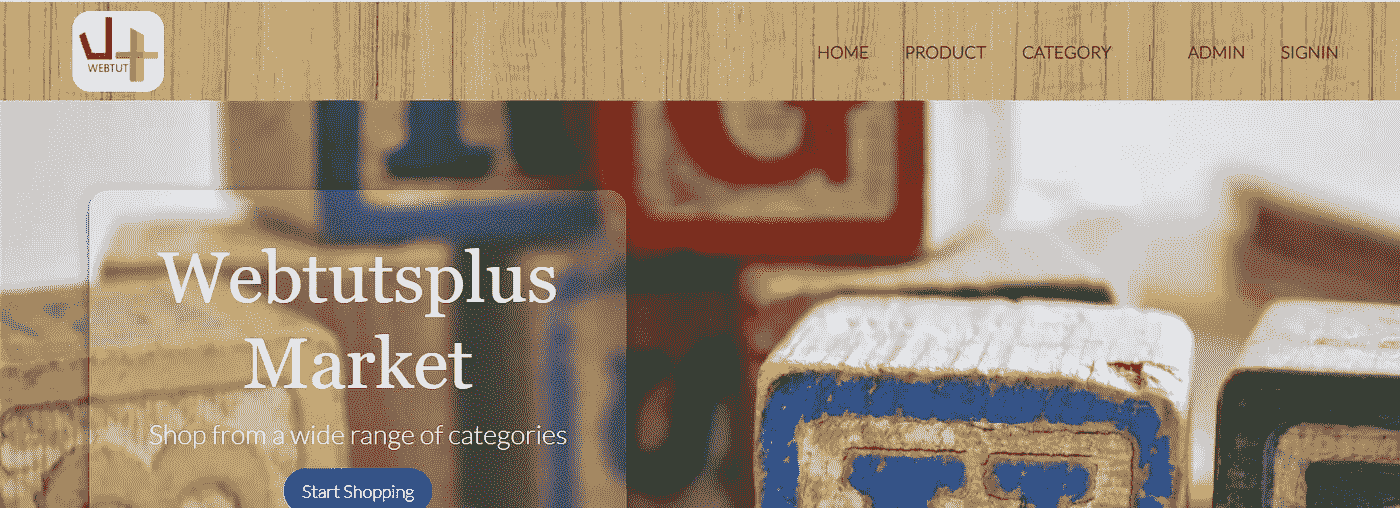 WEBTUT
HOME PRODUCT CATEGORY | ADMIN SIGNIN
G
Webtutsplus
Market
Shop from a wide range of categories
Start Shopping